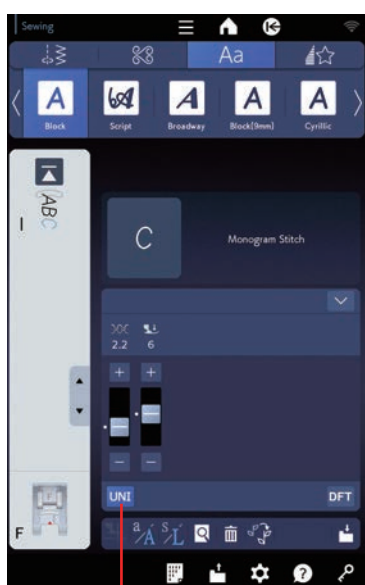 Sewing
Aa
A A A A A
Block Script Broadway Block(9mm) Cyrillic
ABC
I
C Monogram Stitch
2.2 6
+ +
− −
UNI DFT
a/A S/L
F
?